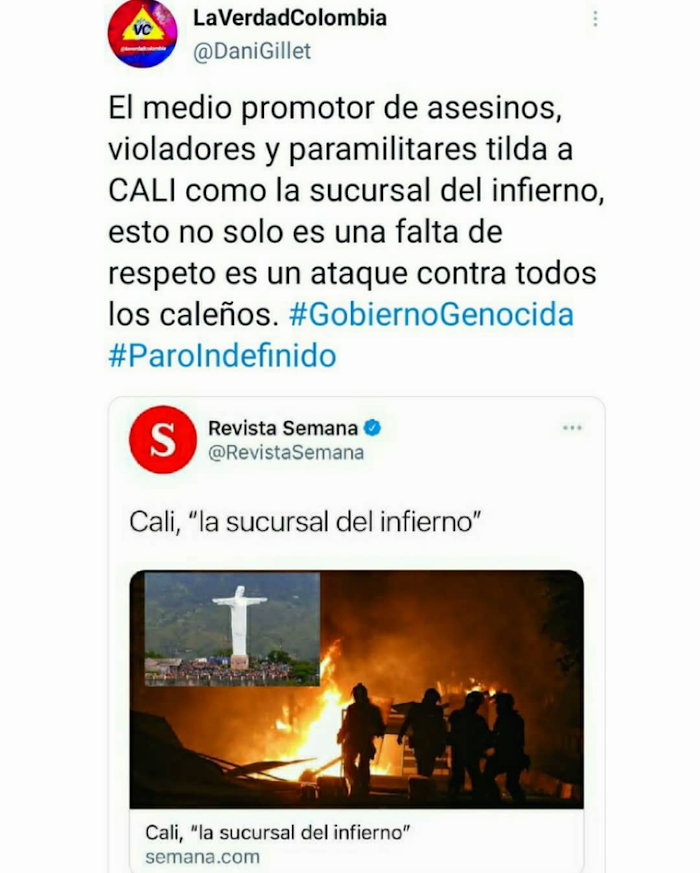 VC
LaVerdadColombia
@DaniGillet
El medio promotor de asesinos,
violadores y paramilitares tilda a
CALI como la sucursal del infierno,
esto no solo es una falta de
respeto es un ataque contra todos
los caleños. #GobiernoGenocida
#ParoIndefinido
S
Revista Semana
@RevistaSemana
Cali, “la sucursal del infierno”
Cali, “la sucursal del infierno”
semana.com